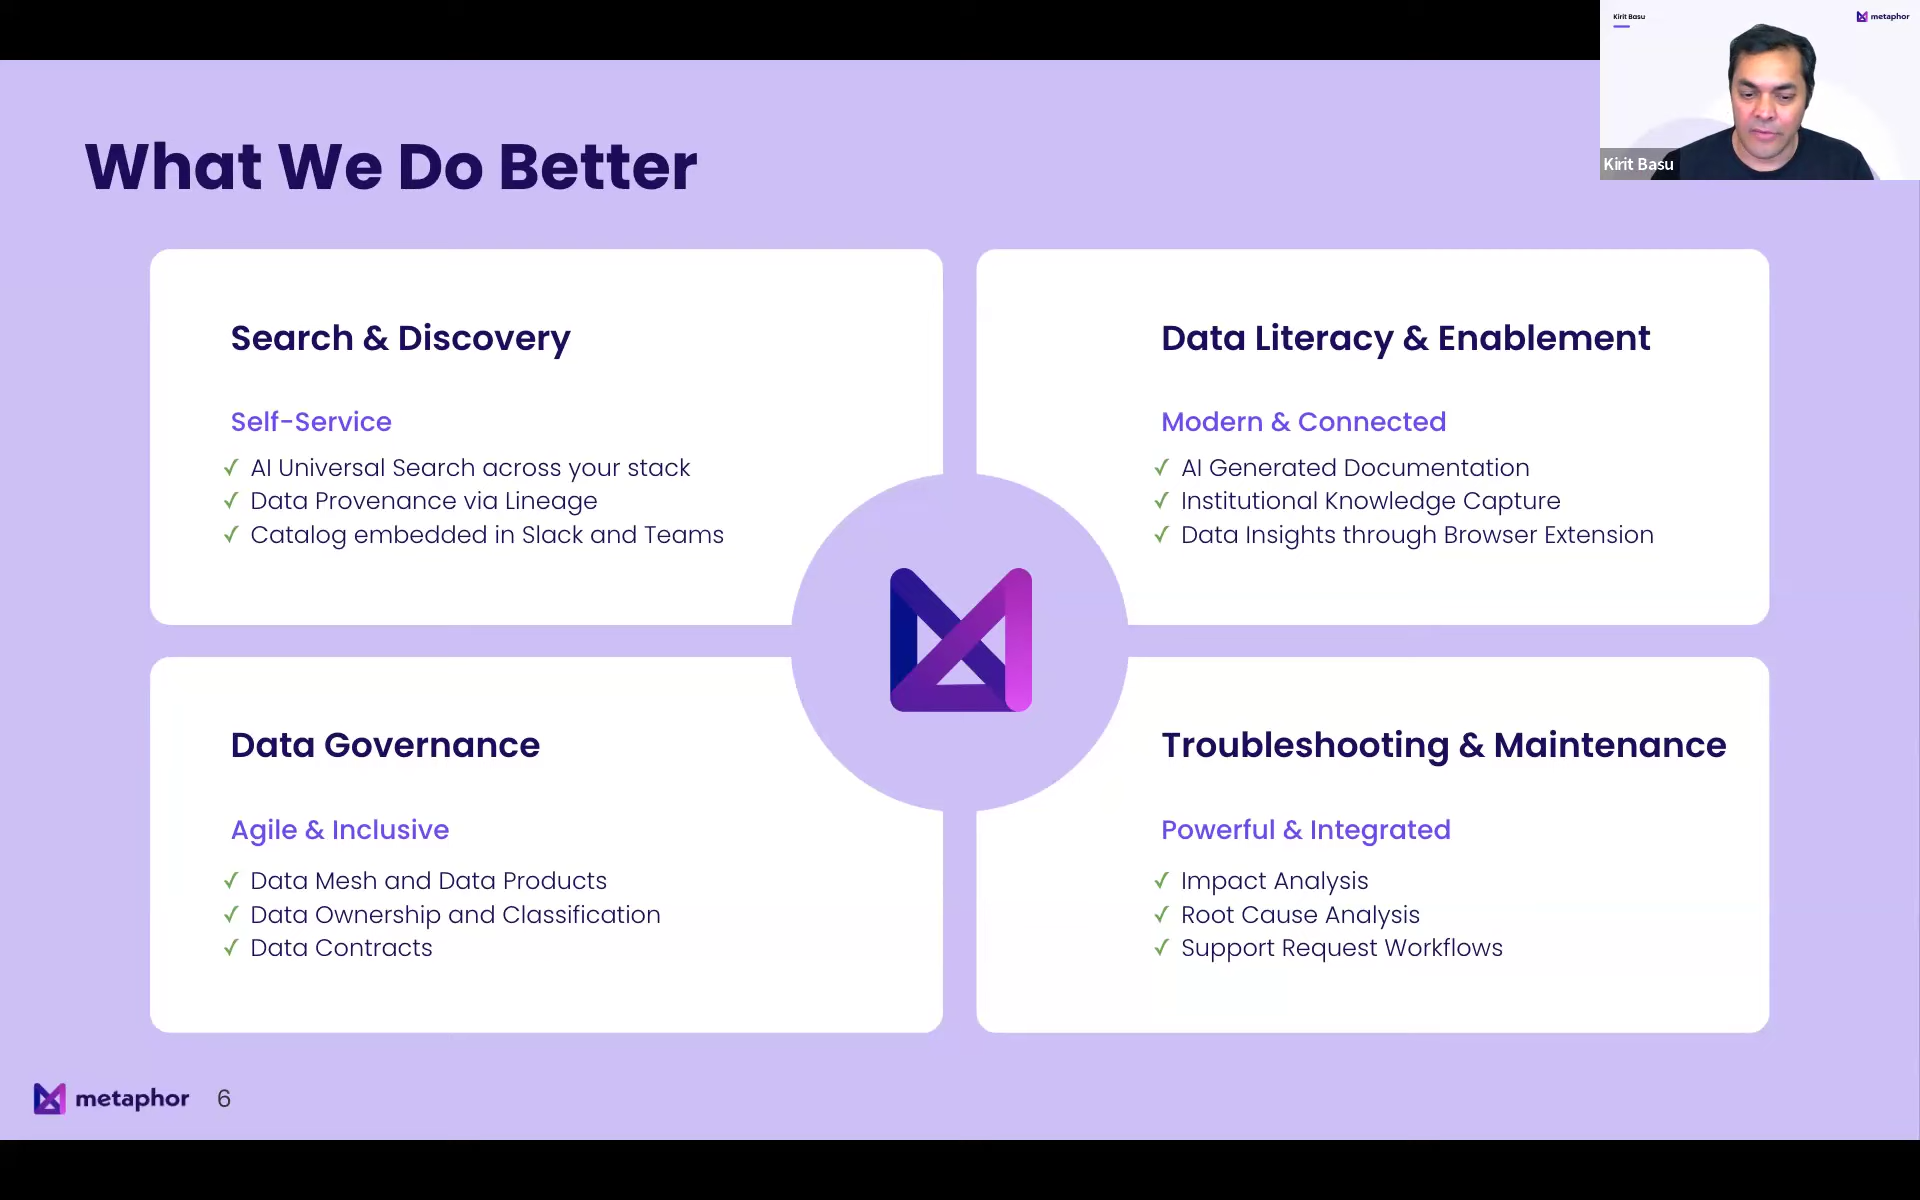 Kirit Basu
metaphor
Kirit Basu
What We Do Better
Search & Discovery
Self-Service
✓ AI Universal Search across your stack
✓ Data Provenance via Lineage
✓ Catalog embedded in Slack and Teams
Data Literacy & Enablement
Modern & Connected
✓ AI Generated Documentation
✓ Institutional Knowledge Capture
✓ Data Insights through Browser Extension
Data Governance
Agile & Inclusive
✓ Data Mesh and Data Products
✓ Data Ownership and Classification
✓ Data Contracts
Troubleshooting & Maintenance
Powerful & Integrated
✓ Impact Analysis
✓ Root Cause Analysis
✓ Support Request Workflows
metaphor 6